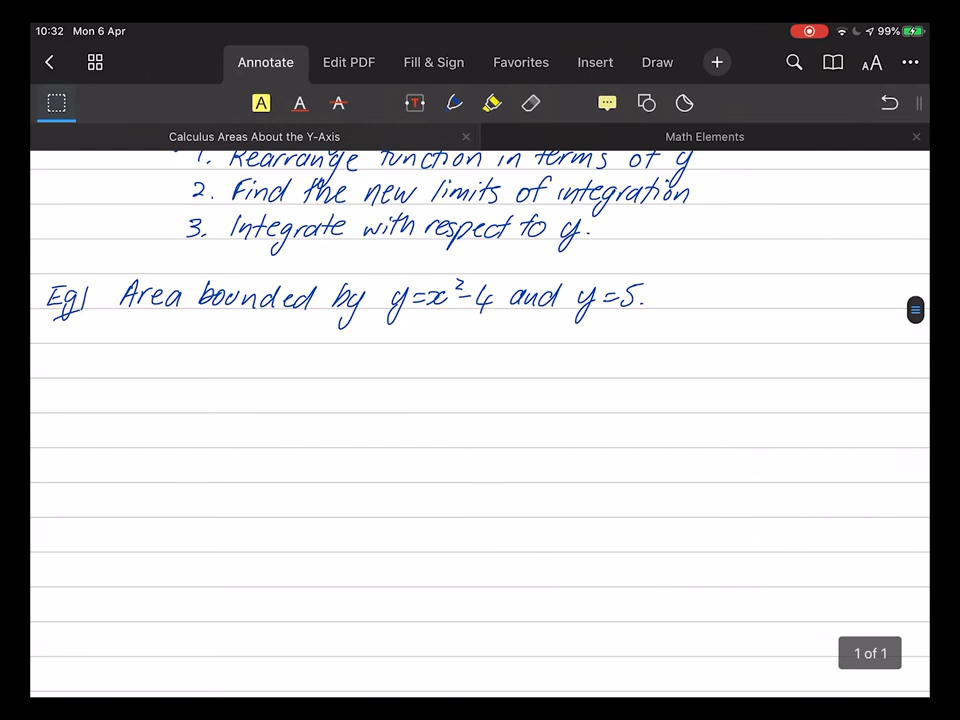 10:32 Mon 6 Apr 99%
Annotate Edit PDF Fill & Sign Favorites Insert Draw
Calculus Areas About the Y-Axis Math Elements
1. Rearrange function in terms of y
2. Find the new limits of integration
3. Integrate with respect to y.
Eg1 Area bounded by y=x²-4 and y=5.
1 of 1